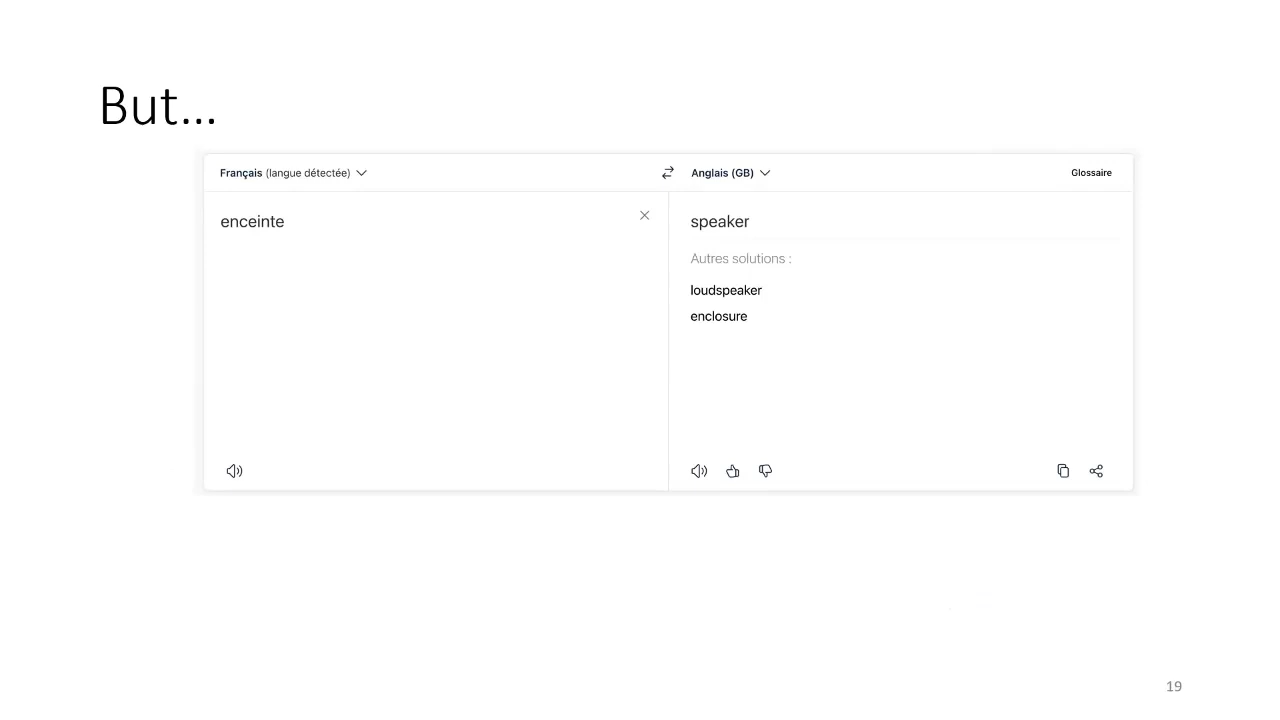 But...
Français (langue détectée)
Anglais (GB)
Glossaire
enceinte
speaker
Autres solutions :
loudspeaker
enclosure
19